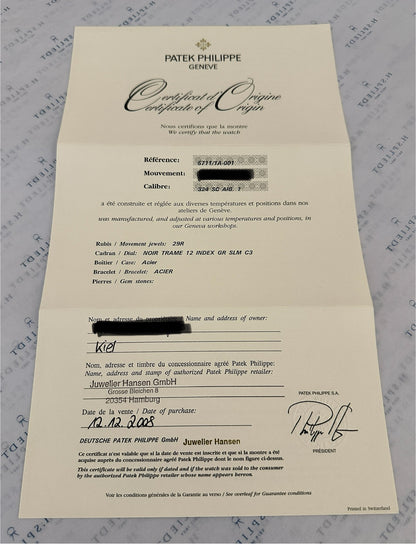 PATEK PHILIPPE
GENEVE
Certificat d'Origine
Certificate of Origin
Nous certifions que la montre
We certify that the watch
Référence: 5711/1A-001
Mouvement:
Calibre: 324 SC AIG. 1
a été construite et réglée aux diverses températures et positions dans nos
ateliers de Genève.
was manufactured, and adjusted at various temperatures and positions, in
our Geneva workshops.
Rubis / Movement jewels: 29R
Cadran / Dial: NOIR TRAME 12 INDEX GR SLM C3
Boîtier / Case: Acier
Bracelet / Bracelet: ACIER
Pierres / Gem stones:
Nom et adresse du Name and address of owner:
Kiel
Nom, adresse et timbre du concessionnaire agréé Patek Philippe:
Name, address and stamp of authorized Patek Philippe retailer:
Juwelier Hansen GmbH
Grosse Bleichen 8
20354 Hamburg
Date de la vente / Date of purchase:
12.12.2008
DEUTSCHE PATEK PHILIPPE GmbH Juwelier Hansen
Ce certificat n'est valable que si la date de vente est inscrite et que si la montre a été
acquise auprès du concessionnaire agréé Patek Philippe dont le nom figure ci-dessus.
This certificate will be valid only if dated and if the watch was sold to the consumer
by the authorized Patek Philippe retailer whose name appears hereon.
PATEK PHILIPPE S.A.
PRÉSIDENT
Voir les conditions générales de la Garantie au verso / See overleaf for Guarantee conditions
Printed in Switzerland